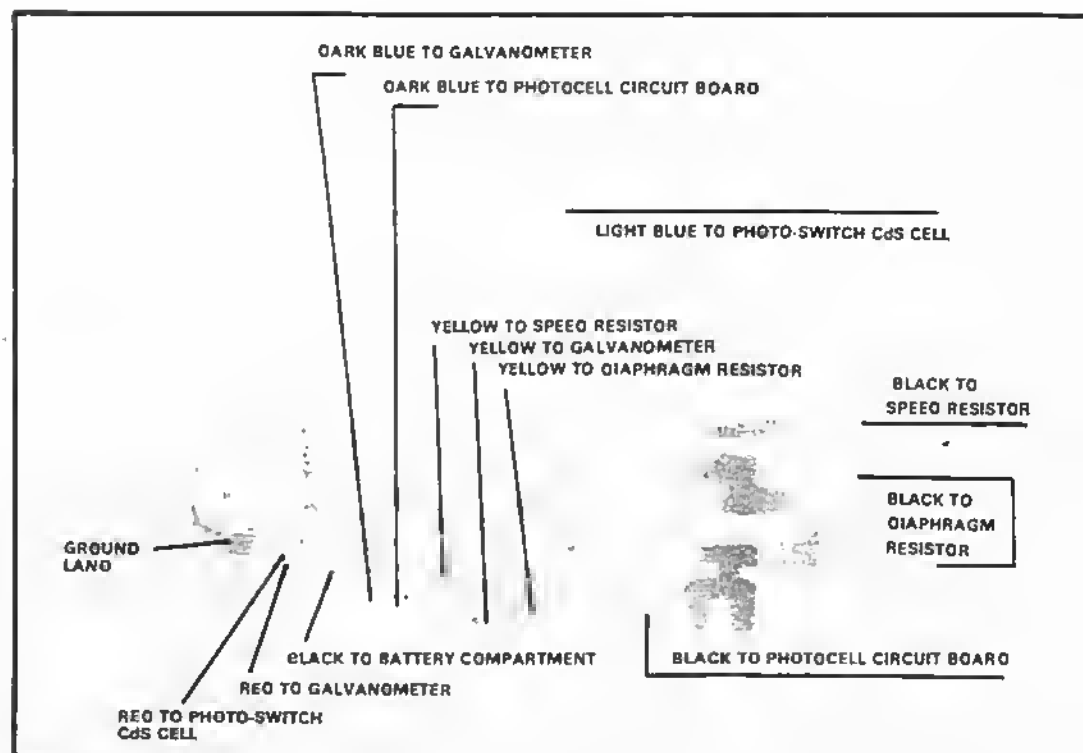 DARK BLUE TO GALVANOMETER
DARK BLUE TO PHOTOCELL CIRCUIT BOARD
LIGHT BLUE TO PHOTO-SWITCH CdS CELL
YELLOW TO SPEED RESISTOR
YELLOW TO GALVANOMETER
YELLOW TO DIAPHRAGM RESISTOR
BLACK TO
SPEED RESISTOR
BLACK TO
DIAPHRAGM
RESISTOR
GROUND
LAND
BLACK TO BATTERY COMPARTMENT
BLACK TO PHOTOCELL CIRCUIT BOARD
RED TO GALVANOMETER
RED TO PHOTO-SWITCH
CdS CELL